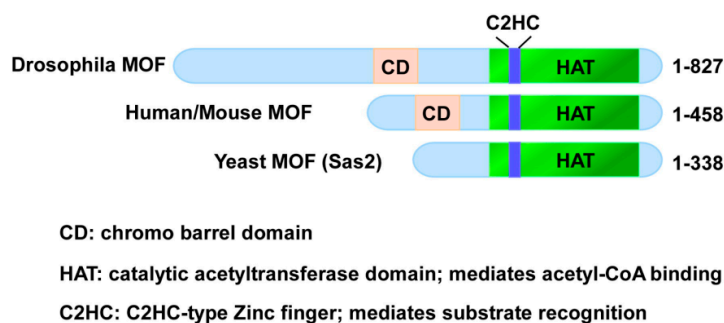 C2HC
Drosophila MOF CD HAT 1-827
Human/Mouse MOF CD HAT 1-458
Yeast MOF (Sas2) HAT 1-338
CD: chromo barrel domain
HAT: catalytic acetyltransferase domain; mediates acetyl-CoA binding
C2HC: C2HC-type Zinc finger; mediates substrate recognition